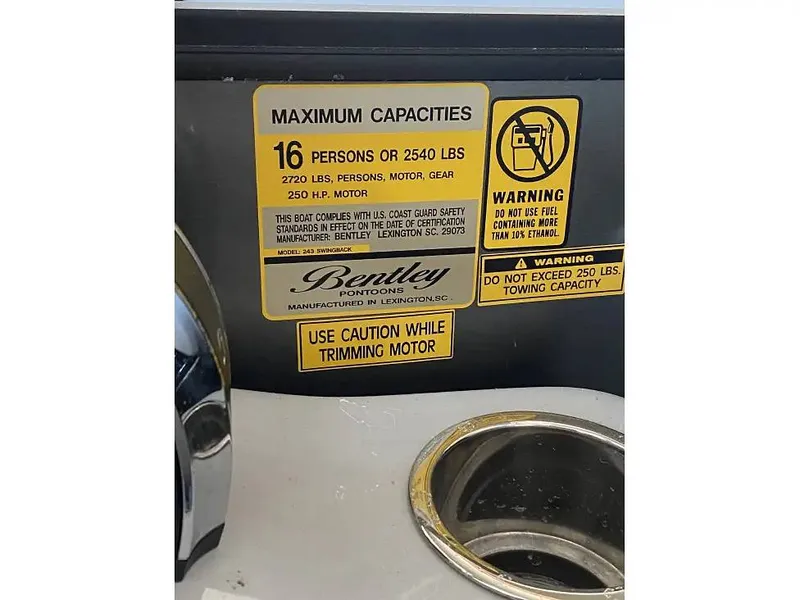 MAXIMUM CAPACITIES
16 PERSONS OR 2540 LBS
2720 LBS, PERSONS, MOTOR, GEAR
250 H.P. MOTOR
THIS BOAT COMPLIES WITH U.S. COAST GUARD SAFETY
STANDARDS IN EFFECT ON THE DATE OF CERTIFICATION
MANUFACTURER: BENTLEY LEXINGTON SC. 29073
MODEL: 243 SWINGBACK
Bentley
PONTOONS
MANUFACTURED IN LEXINGTON, SC.
WARNING
DO NOT USE FUEL
CONTAINING MORE
THAN 10% ETHANOL.
WARNING
DO NOT EXCEED 250 LBS.
TOWING CAPACITY
USE CAUTION WHILE
TRIMMING MOTOR